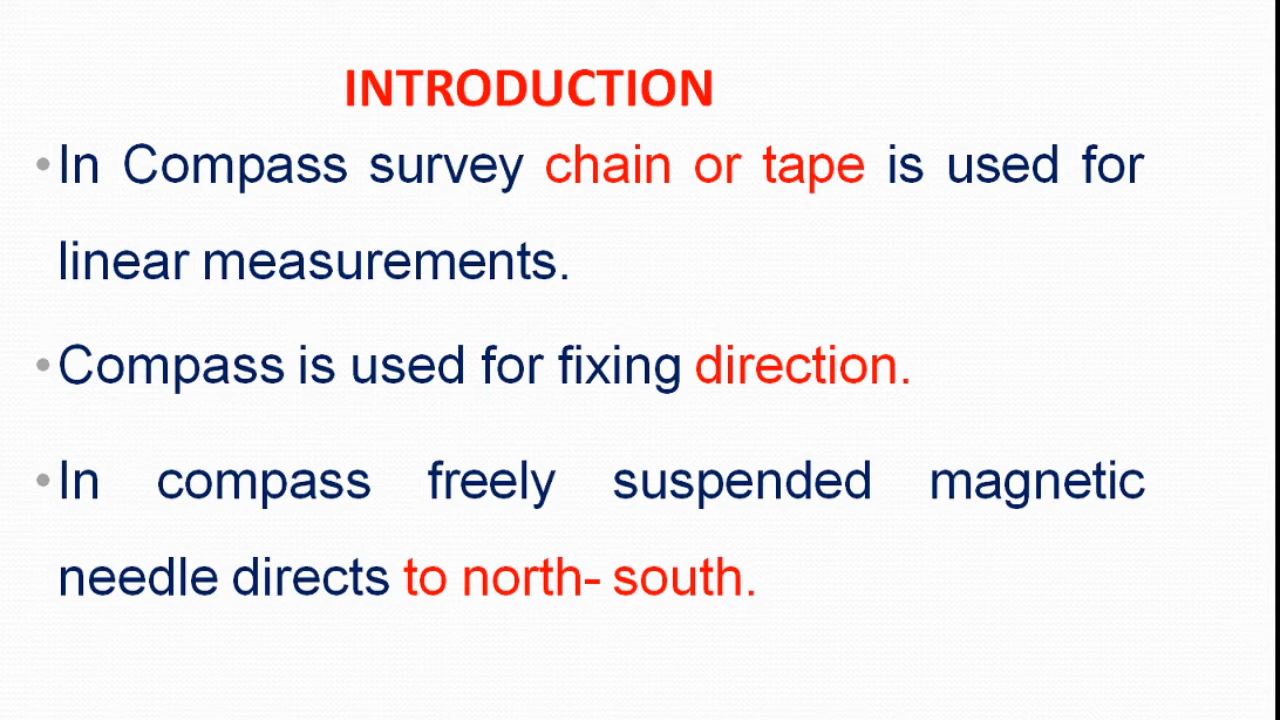 INTRODUCTION
•In Compass survey chain or tape is used for
linear measurements.
•Compass is used for fixing direction.
•In compass freely suspended magnetic
needle directs to north- south.